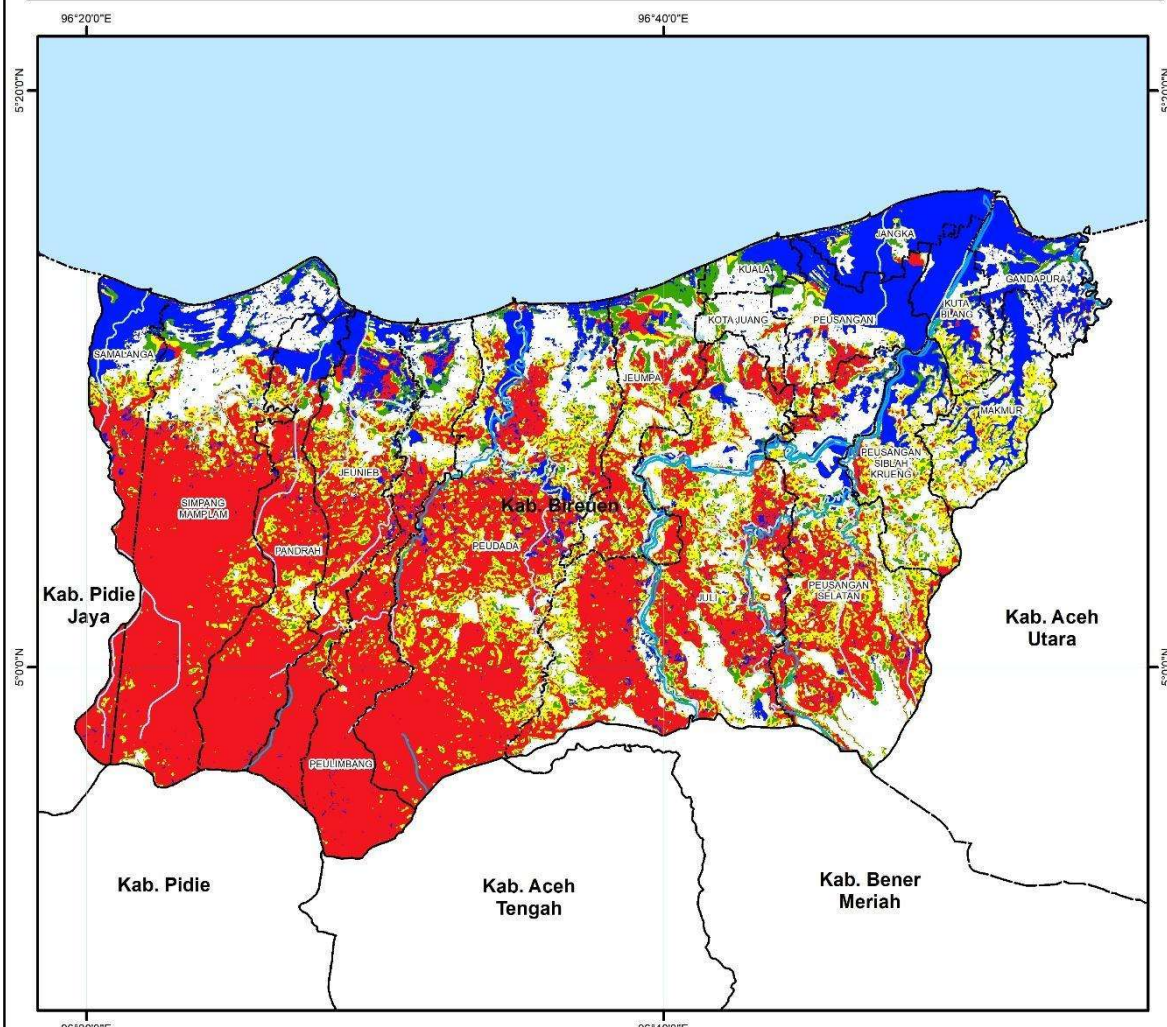 96°20'0"E
96°40'0"E
5°20'0"N
5°20'0"N
JANGKA
KUALA
GANDAPURA
KUTA
BLANG
KOTA JUANG
PEUSANGAN
SAMALANGA
JEUMPA
MAKMUR
PEUSANGAN
SIBLAH
KRUENG
JEUNIEB
SIMPANG
MAMPLAM
Kab. Bireuen
PEUDADA
PANDRAH
PEUSANGAN
SELATAN
JULI
Kab. Pidie
Jaya
Kab. Aceh
Utara
5°0'0"N
5°0'0"N
PEULIMBANG
Kab. Pidie
Kab. Aceh
Tengah
Kab. Bener
Meriah